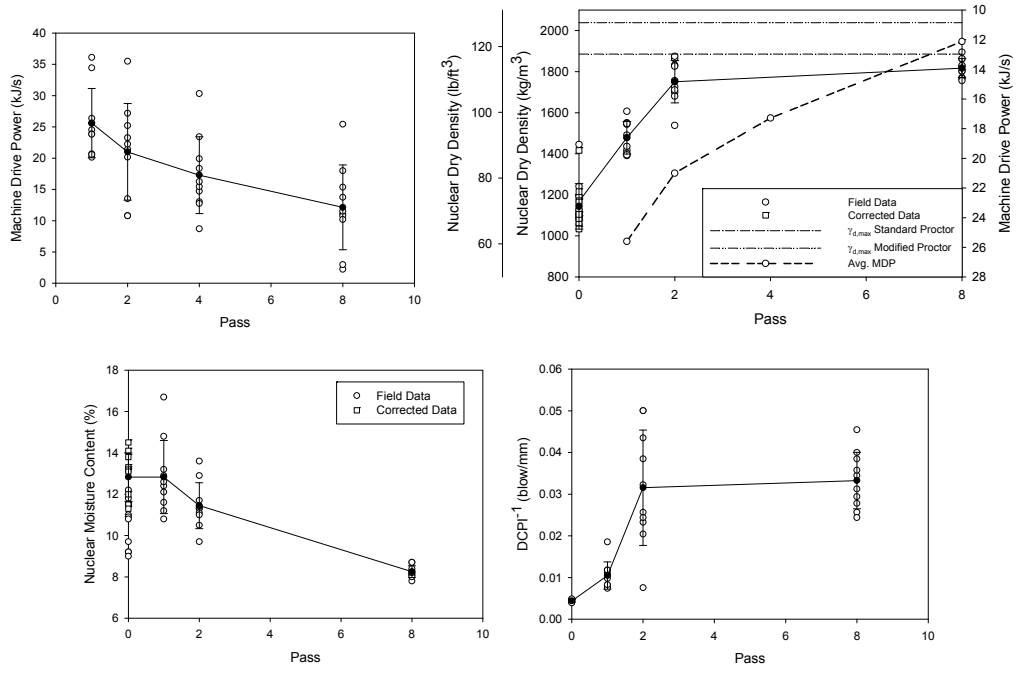 Machine Drive Power (kJ/s)
40
35
30
25
20
15
10
5
0
0 2 4 6 8 10
Pass
Nuclear Dry Density (lb/ft³)
120
100
80
60
Nuclear Dry Density (kg/m³)
2000
1800
1600
1400
1200
1000
800
0 2 4 6 8
Pass
10
12
14
16
18
20
22
24
26
28
Machine Drive Power (kJ/s)
Field Data
Corrected Data
γd,max Standard Proctor
γd,max Modified Proctor
Avg. MDP
Nuclear Moisture Content (%)
18
16
14
12
10
8
6
0 2 4 6 8 10
Pass
Field Data
Corrected Data
DCPI⁻¹ (blow/mm)
0.06
0.05
0.04
0.03
0.02
0.01
0.00
0 2 4 6 8 10
Pass